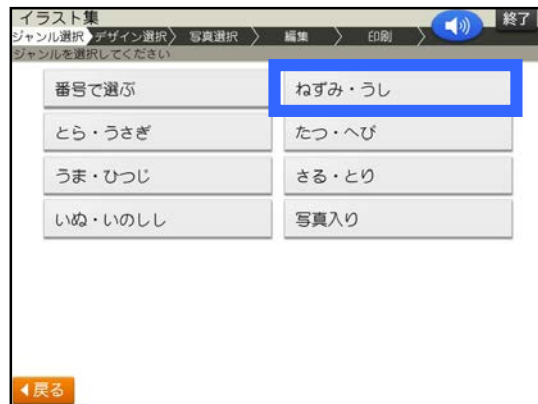 イラスト集
終了
ジャンル選択 デザイン選択 写真選択 編集 印刷
ジャンルを選択してください
番号で選ぶ ねずみ・うし
とら・うさぎ たつ・へび
うま・ひつじ さる・とり
いぬ・いのしし 写真入り
戻る